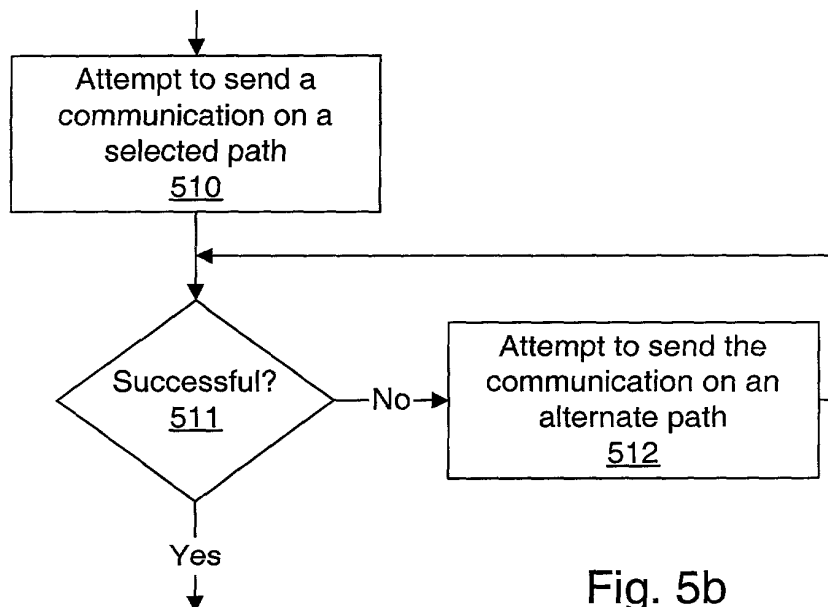 Attempt to send a
communication on a
selected path
510
Successful?
511
No
Attempt to send the
communication on an
alternate path
512
Yes
Fig. 5b